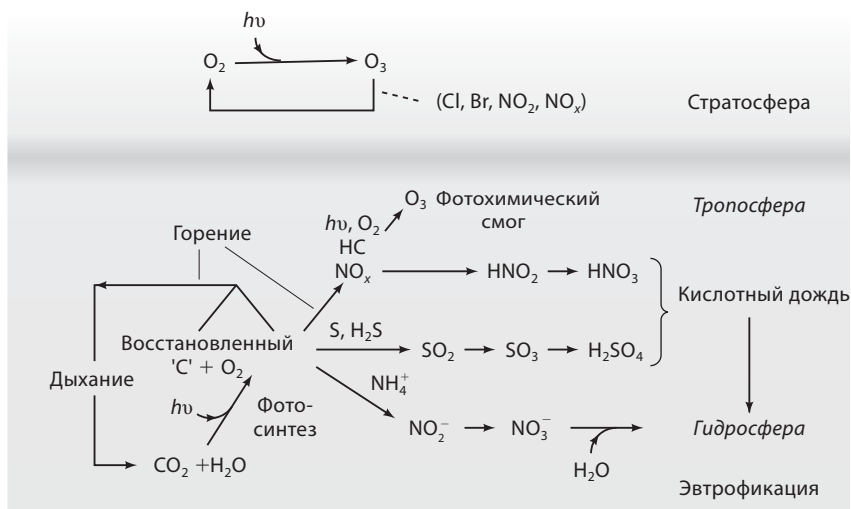 hυ
O₂ O₃
(Cl, Br, NO₂, NOₓ)
Стратосфера
O₃ Фотохимический
смог
Тропосфера
hυ, O₂
HC
Горение
NOₓ HNO₂ HNO₃
Кислотный дождь
Восстановленный
'C' + O₂
S, H₂S
SO₂ SO₃ H₂SO₄
Дыхание
NH₄⁺
hυ
Фото-
синтез
NO₂⁻ NO₃⁻
Гидросфера
CO₂ +H₂O
H₂O
Эвтрофикация